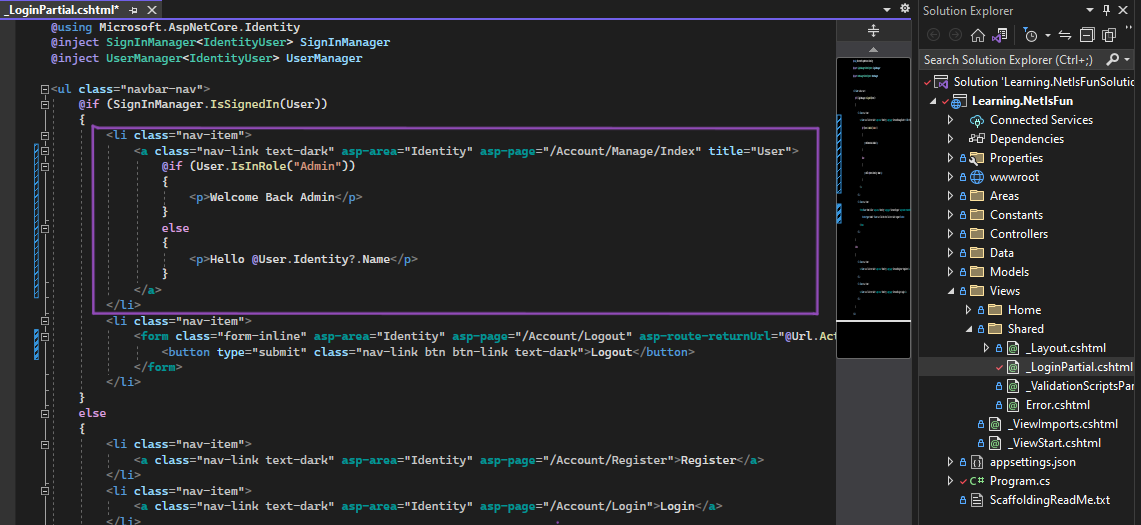 _LoginPartial.cshtml*
@using Microsoft.AspNetCore.Identity
@inject SignInManager<IdentityUser> SignInManager
@inject UserManager<IdentityUser> UserManager
<ul class="navbar-nav">
@if (SignInManager.IsSignedIn(User))
{
<li class="nav-item">
<a class="nav-link text-dark" asp-area="Identity" asp-page="/Account/Manage/Index" title="User">
@if (User.IsInRole("Admin"))
{
<p>Welcome Back Admin</p>
}
else
{
<p>Hello @User.Identity?.Name</p>
}
</a>
</li>
<li class="nav-item">
<form class="form-inline" asp-area="Identity" asp-page="/Account/Logout" asp-route-returnUrl="@Url.Act
<button type="submit" class="nav-link btn btn-link text-dark">Logout</button>
</form>
</li>
}
else
{
<li class="nav-item">
<a class="nav-link text-dark" asp-area="Identity" asp-page="/Account/Register">Register</a>
</li>
<li class="nav-item">
<a class="nav-link text-dark" asp-area="Identity" asp-page="/Account/Login">Login</a>
</li>
Solution Explorer
Search Solution Explorer (Ctrl+;)
Solution 'Learning.NetIsFunSolutio
Learning.NetIsFun
Connected Services
Dependencies
Properties
wwwroot
Areas
Constants
Controllers
Data
Models
Views
Home
Shared
_Layout.cshtml
_LoginPartial.cshtml
_ValidationScriptsPar
Error.cshtml
_ViewImports.cshtml
_ViewStart.cshtml
appsettings.json
C# Program.cs
ScaffoldingReadMe.txt